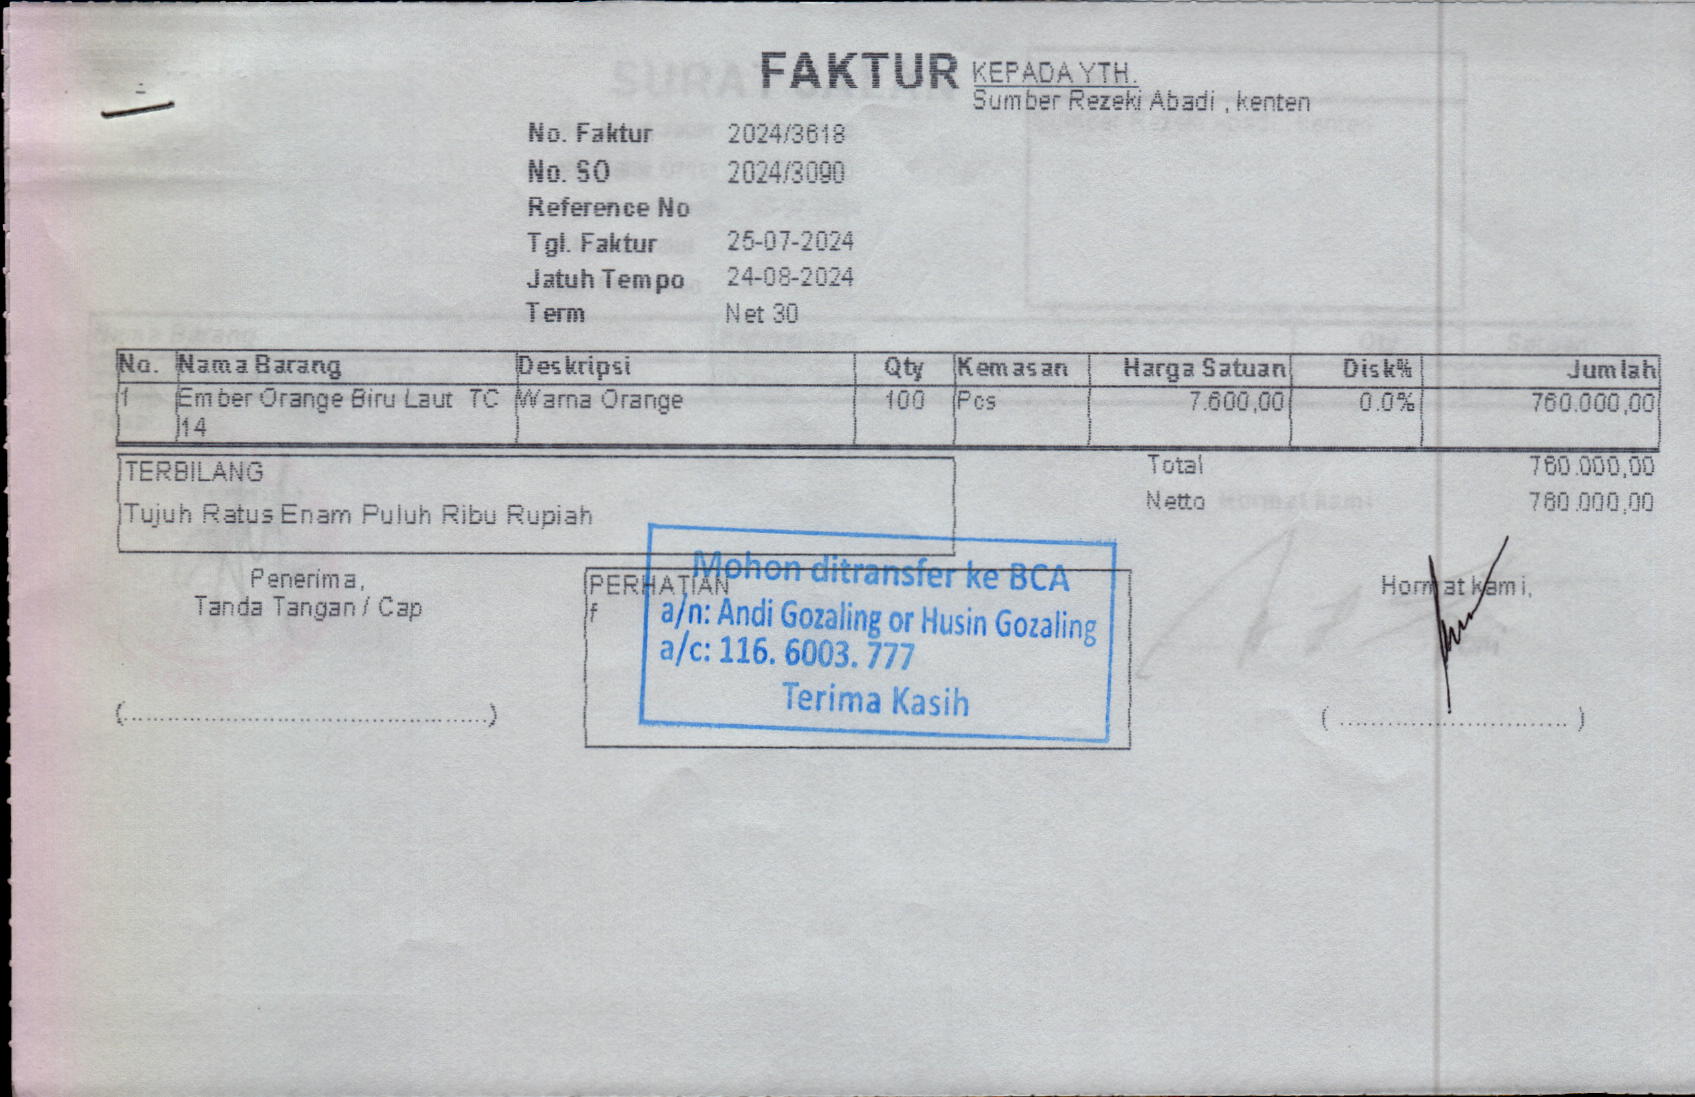 FAKTUR
KEPADA YTH.
Sumber Rezeki Abadi , kenten
No. Faktur 2024/3618
No. SO 2024/3090
Reference No
Tgl. Faktur 25-07-2024
Jatuh Tempo 24-08-2024
Term Net 30
No. Nama Barang Deskripsi Qty Kemasan Harga Satuan Disk% Jumlah
1 Ember Orange Biru Laut TC Warna Orange 100 Pcs 7.600,00 0.0% 760.000,00
14
TERBILANG
Tujuh Ratus Enam Puluh Ribu Rupiah
Total 760.000,00
Netto 760.000,00
Penerima,
Tanda Tangan / Cap
(................................................)
PERHATIAN
f
Mohon ditransfer ke BCA
a/n: Andi Gozaling or Husin Gozaling
a/c: 116. 6003. 777
Terima Kasih
Hormat kami,
( .............................. )